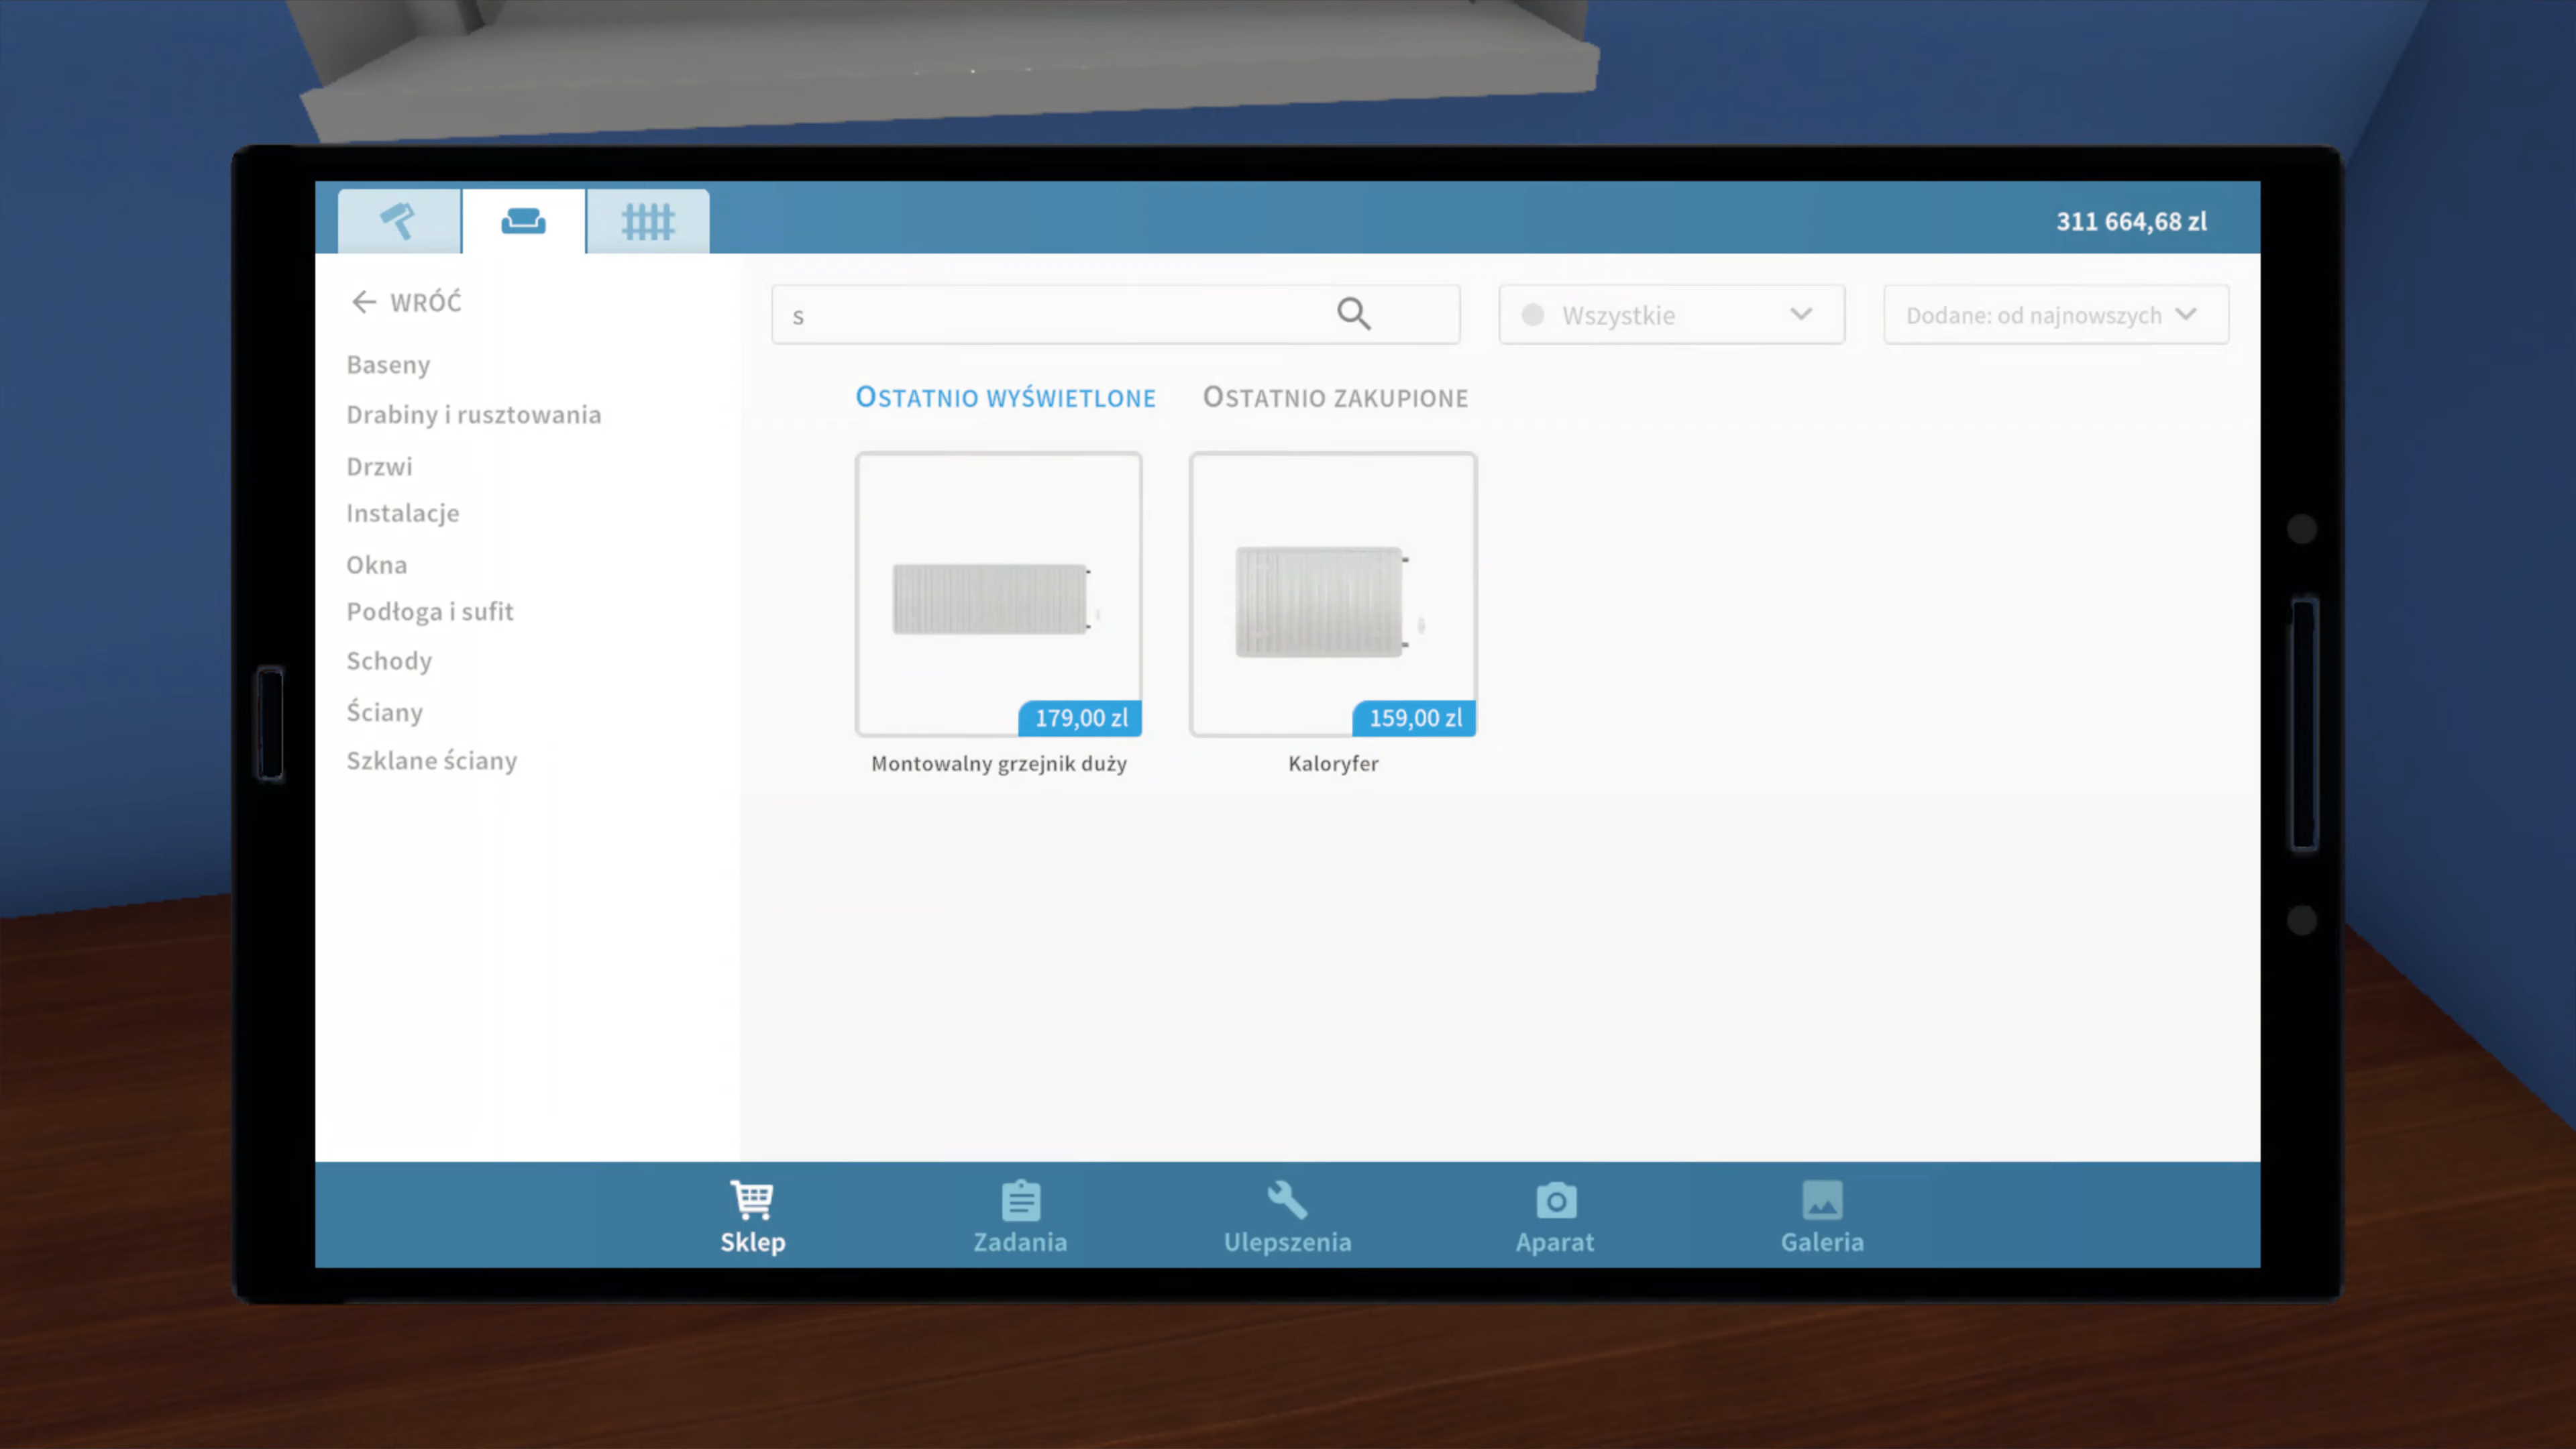 311 664,68 zl
WRÓĆ
s
Wszystkie
Dodane: od najnowszych
Baseny
Drabiny i rusztowania
Drzwi
Instalacje
Okna
Podłoga i sufit
Schody
Ściany
Szklane ściany
OSTATNIO WYŚWIETLONE
OSTATNIO ZAKUPIONE
179,00 zl
Montowalny grzejnik duży
159,00 zl
Kaloryfer
Sklep
Zadania
Ulepszenia
Aparat
Galeria